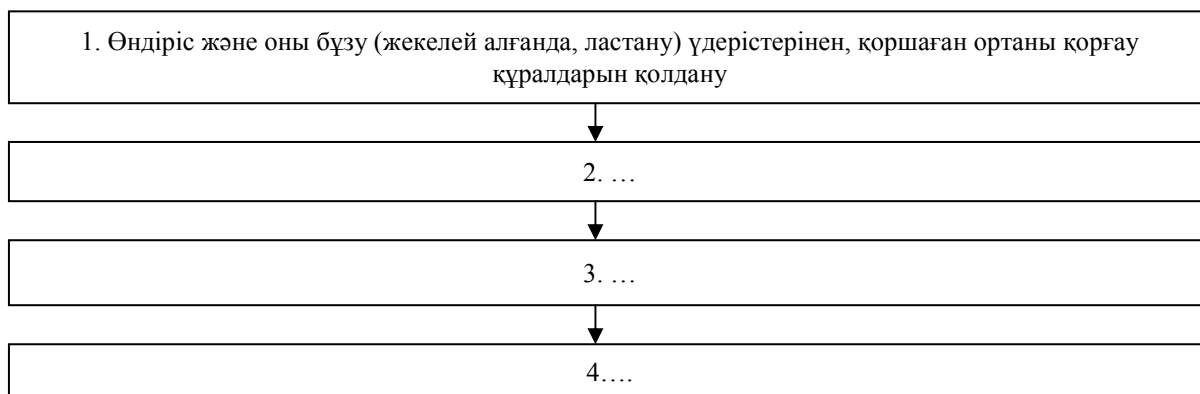 1. Өндіріс және оны бұзу (жекелей алғанда, ластану) үдерістерінен, қоршаған ортаны қорғау
құралдарын қолдану
2. …
3. …
4….